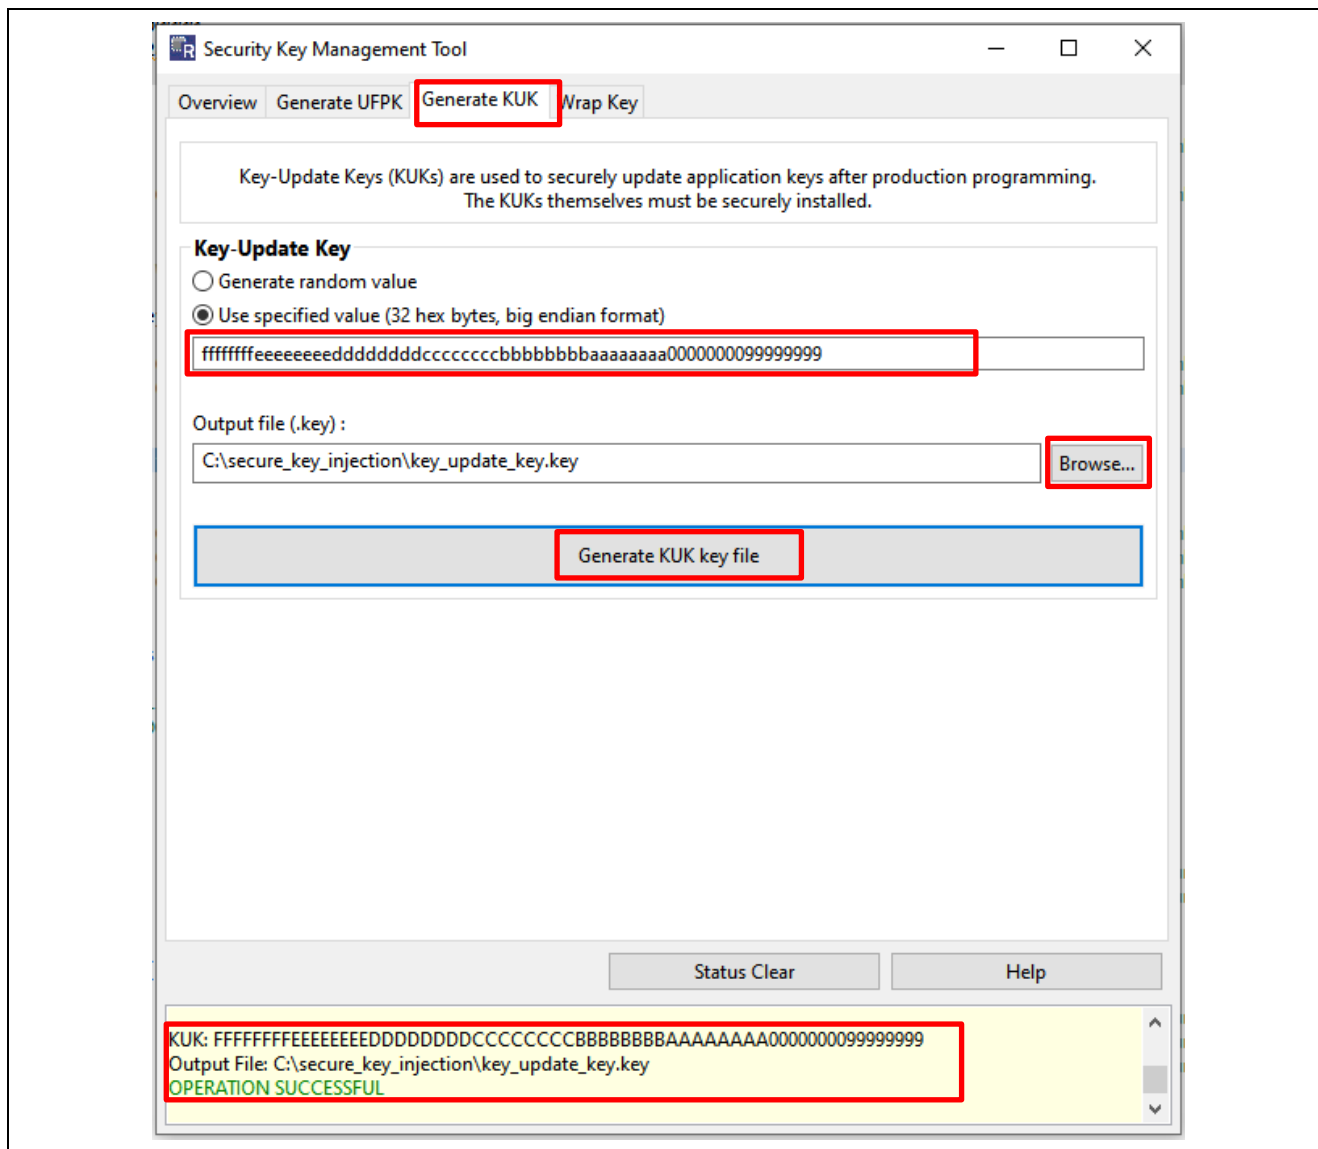 Security Key Management Tool
Overview Generate UFPK Generate KUK Wrap Key
Key-Update Keys (KUKs) are used to securely update application keys after production programming.
The KUKs themselves must be securely installed.
Key-Update Key
Generate random value
Use specified value (32 hex bytes, big endian format)
ffffffffeeeeeeeeddddddddccccccccbbbbbbbbaaaaaaaa0000000099999999
Output file (.key) :
C:\secure_key_injection\key_update_key.key
Browse...
Generate KUK key file
Status Clear Help
KUK: FFFFFFFFEEEEEEEEDDDDDDDDCCCCCCCCBBBBBBBBAAAAAAAA0000000099999999
Output File: C:\secure_key_injection\key_update_key.key
OPERATION SUCCESSFUL